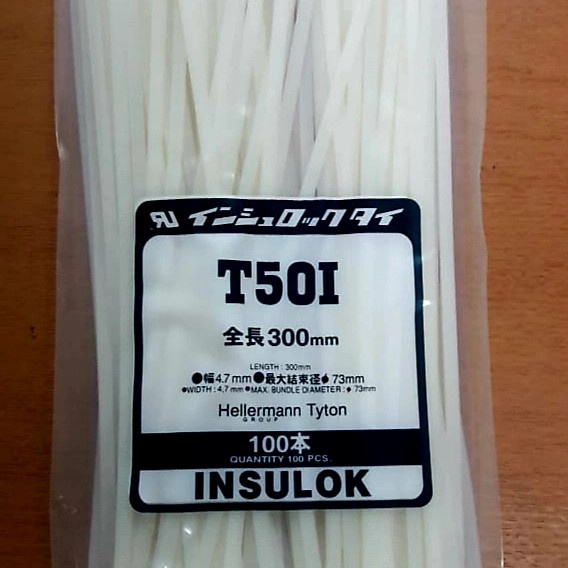 インシュロック タイ
T50I
全長300mm
LENGTH : 300mm
●幅4.7mm●最大結束径φ73mm
●WIDTH : 4.7mm ●MAX. BUNDLE DIAMETER : φ 73mm
Hellermann Tyton
GROUP
100本
QUANTITY 100 PCS.
INSULOK